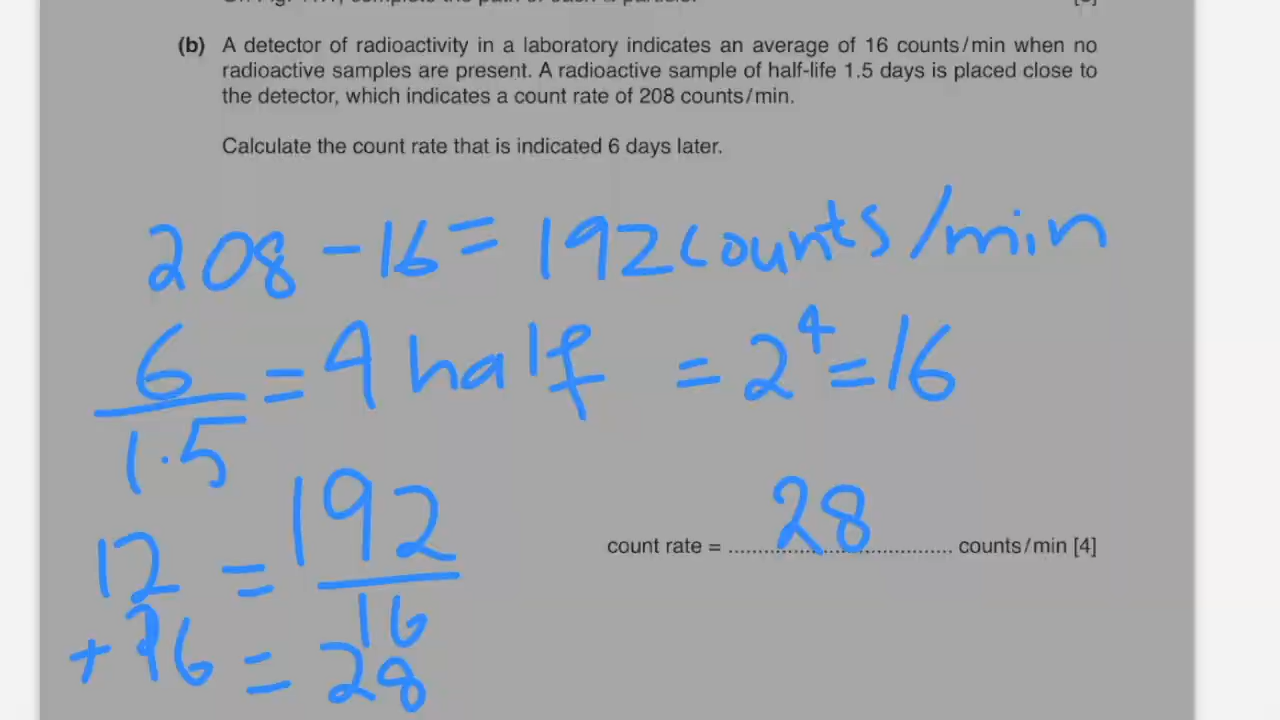 (b) A detector of radioactivity in a laboratory indicates an average of 16 counts/min when no
radioactive samples are present. A radioactive sample of half-life 1.5 days is placed close to
the detector, which indicates a count rate of 208 counts/min.
Calculate the count rate that is indicated 6 days later.
208 - 16 = 192 counts/min
6/1.5 = 4 half = 2^4 = 16
12 = 192/16
count rate = 28 counts/min [4]
+ 16 = 28